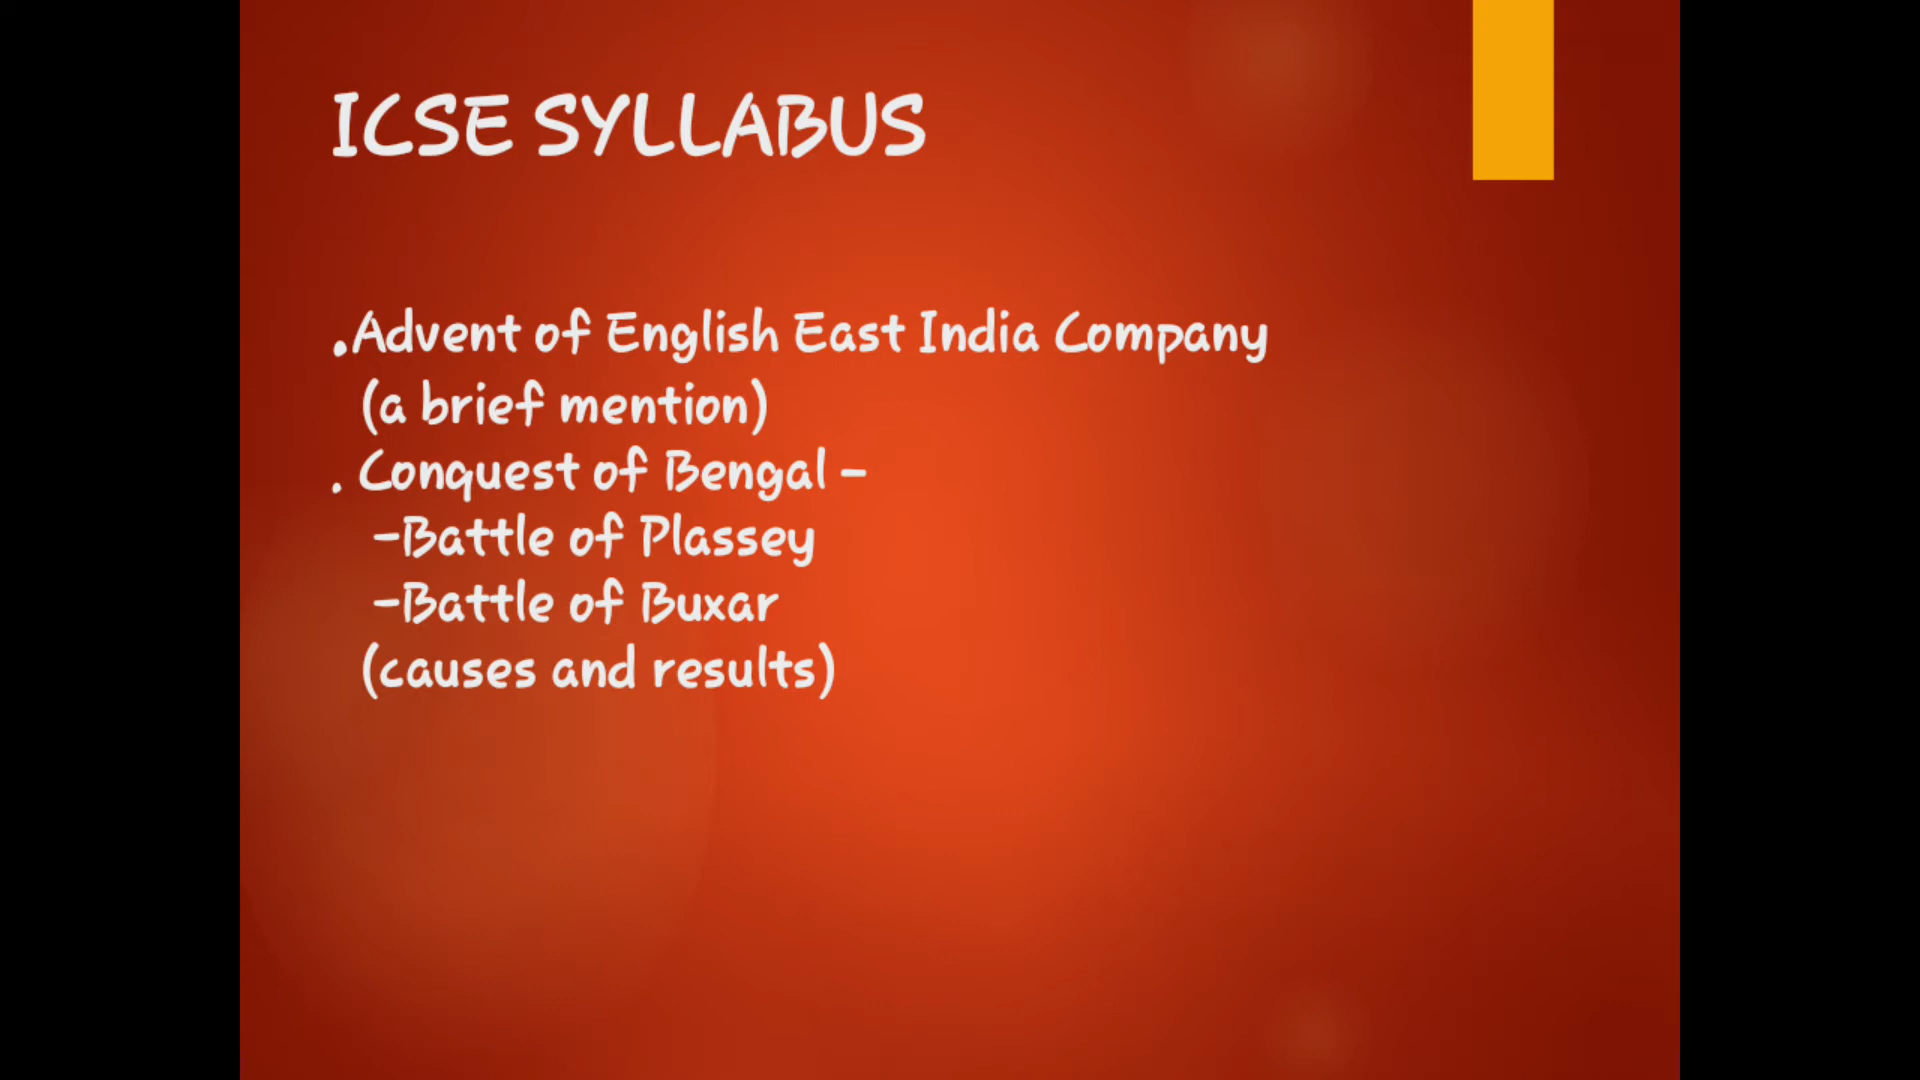 ICSE SYLLABUS
.Advent of English East India Company
(a brief mention)
. Conquest of Bengal -
-Battle of Plassey
-Battle of Buxar
(causes and results)